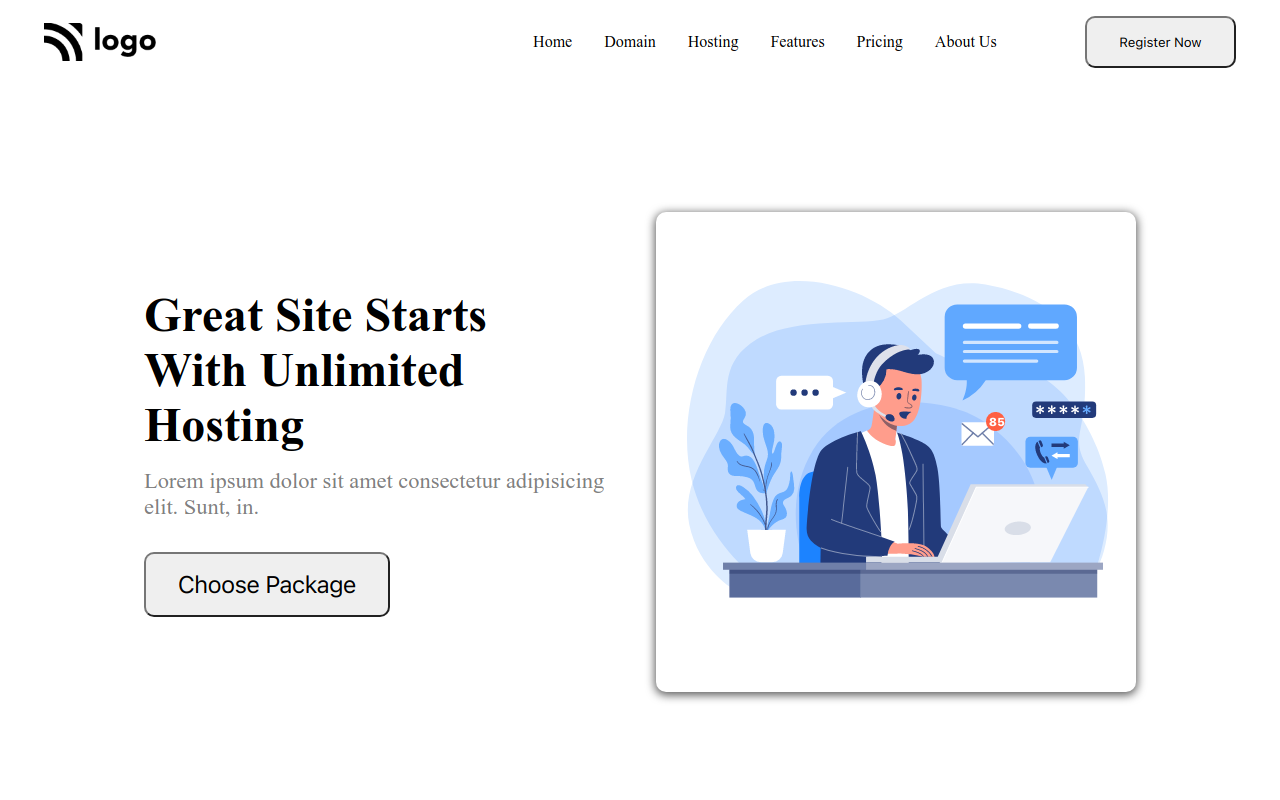 logo
Home Domain Hosting Features Pricing About Us
Register Now
Great Site Starts
With Unlimited
Hosting
Lorem ipsum dolor sit amet consectetur adipisicing
elit. Sunt, in.
Choose Package
*****
85